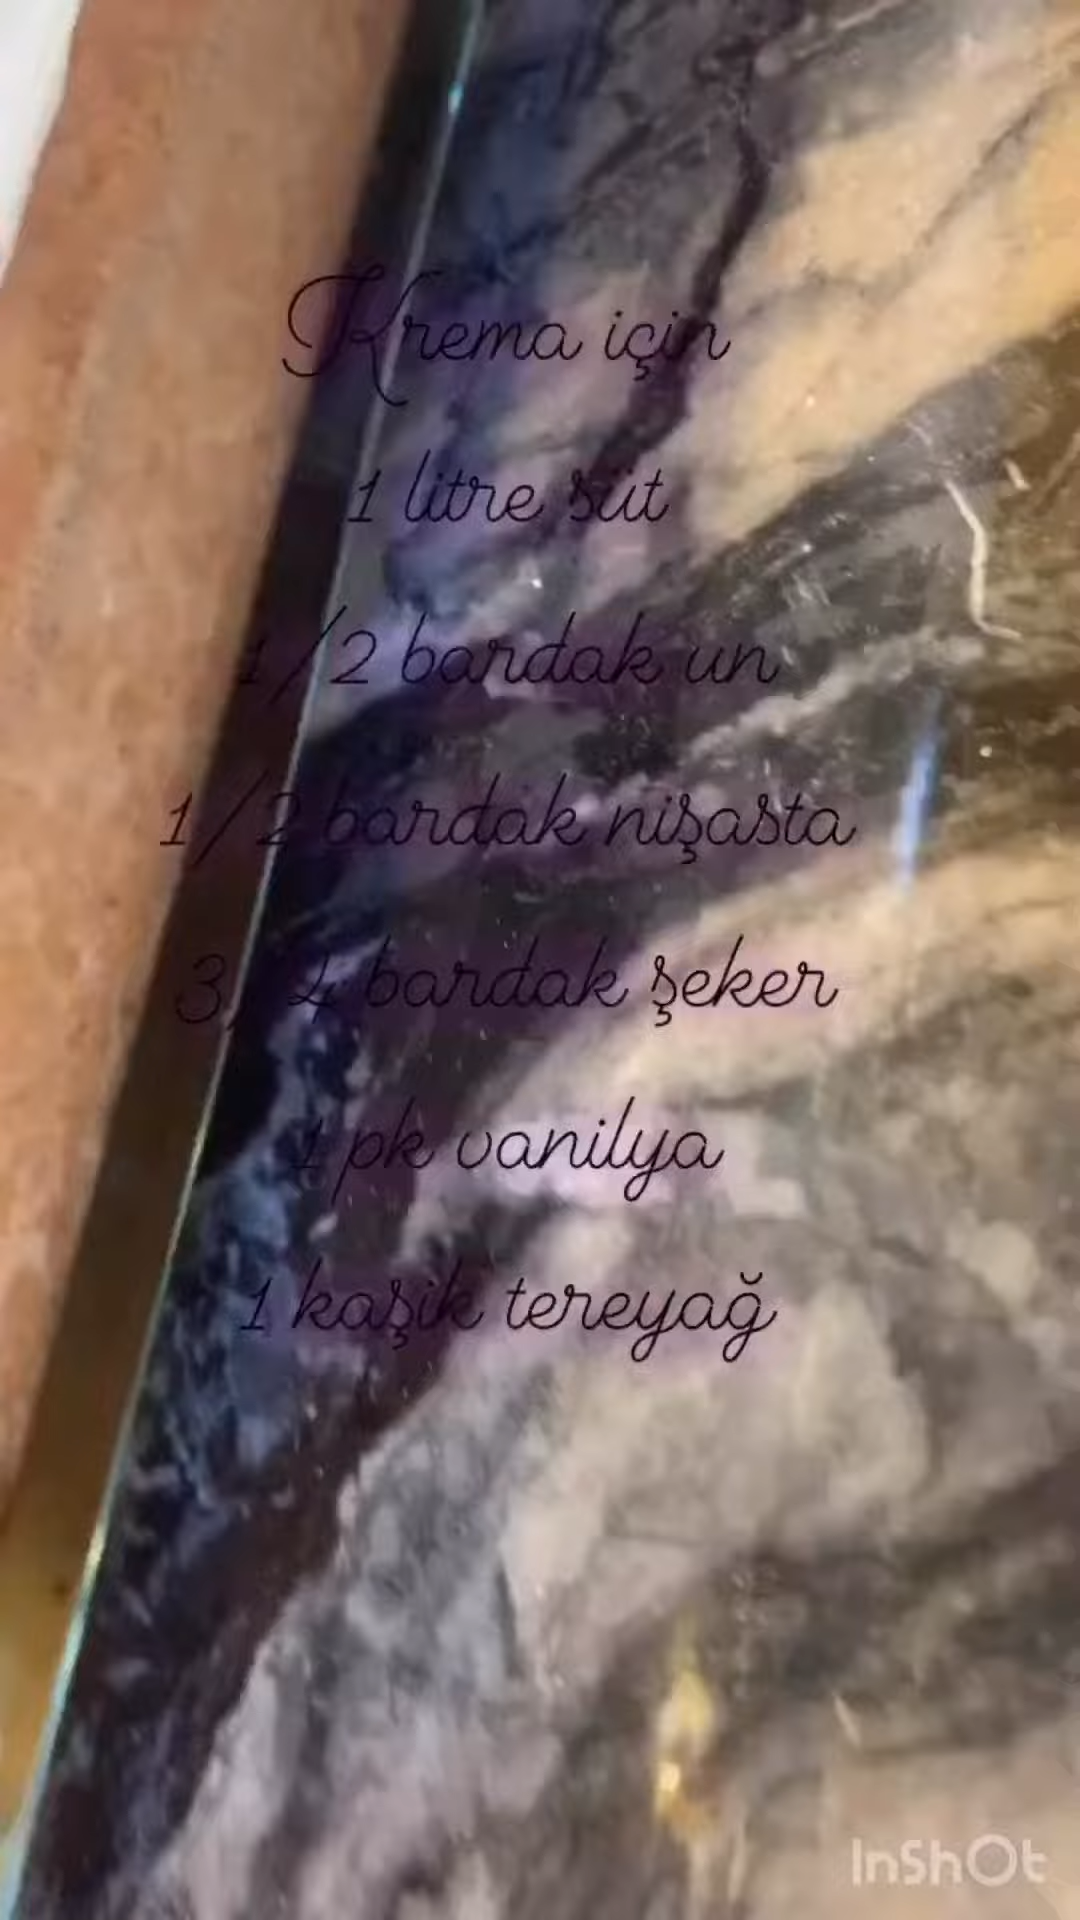 Krema için
1 litre süt
1/2 bardak un
1/2 bardak nişasta
3/4 bardak şeker
1 pk vanilya
1 kaşik tereyağ
InShOt